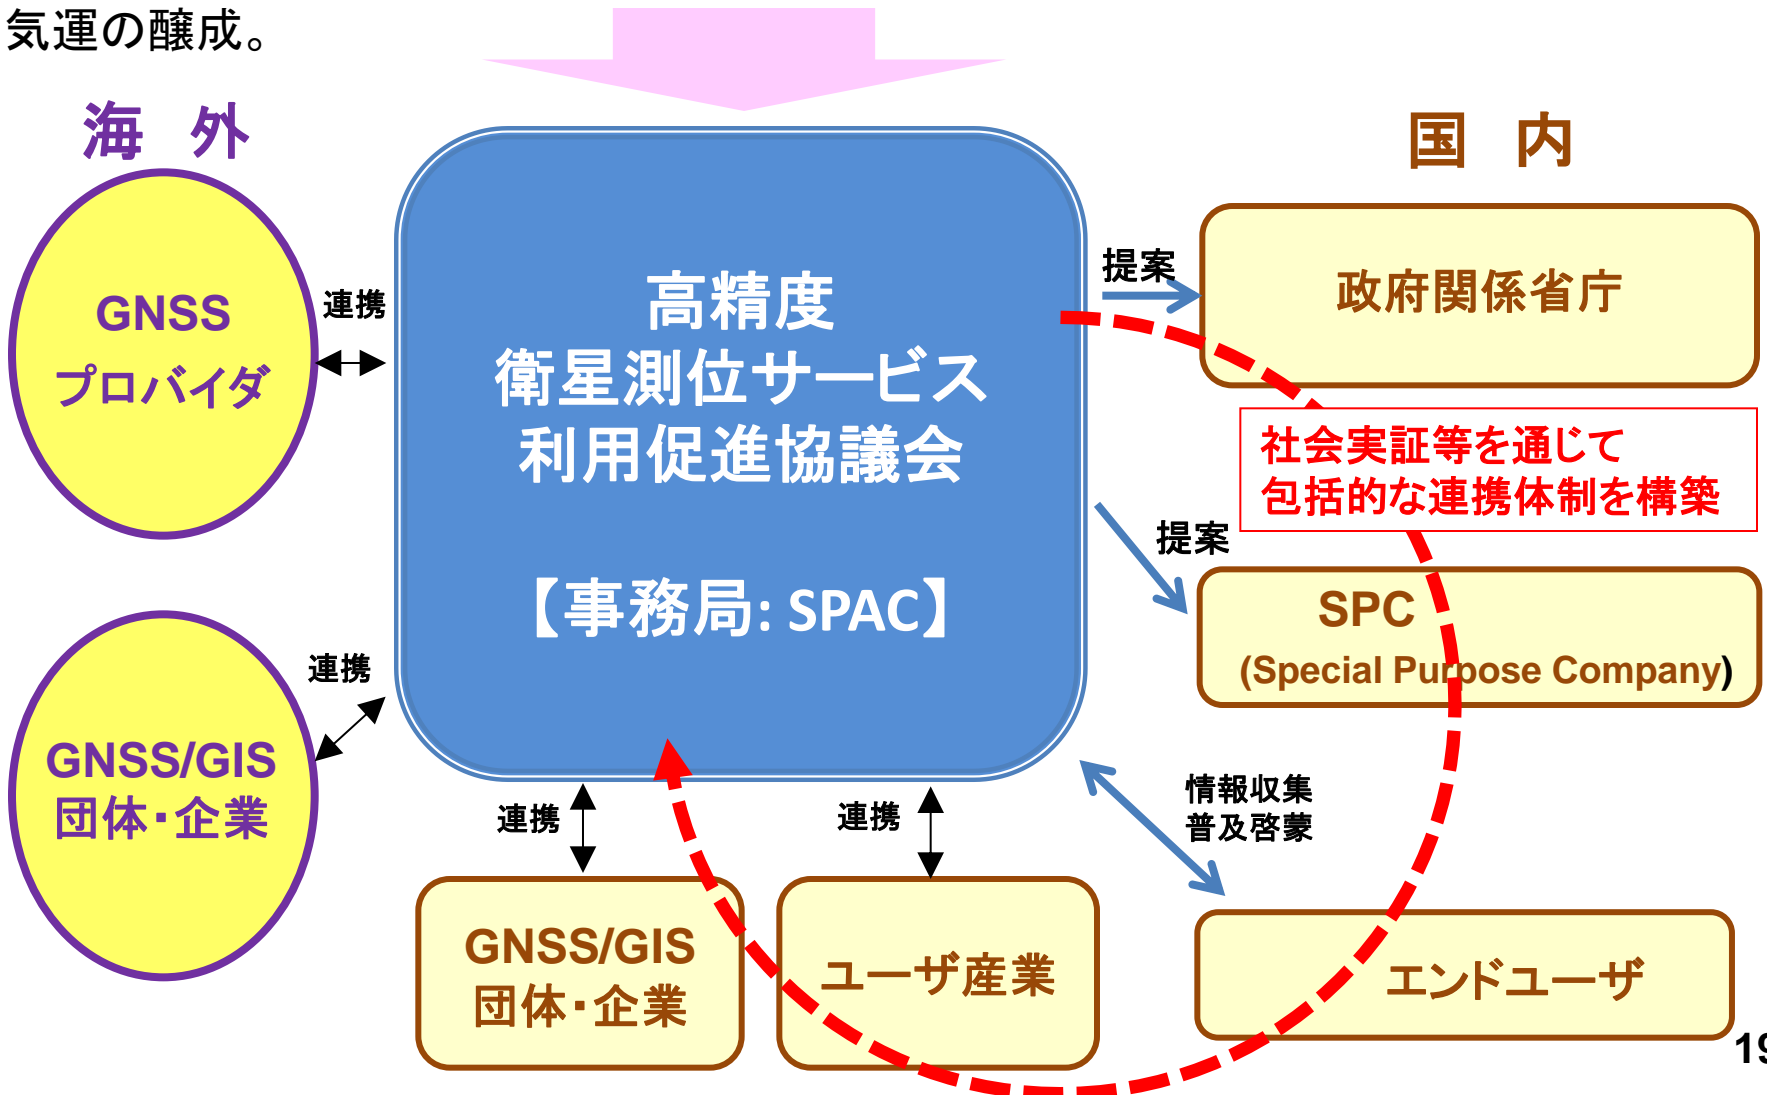 気運の醸成。
海　外
国　内
GNSS
プロバイダ
連携
高精度
衛星測位サービス
利用促進協議会
【事務局: SPAC】
提案
政府関係省庁
社会実証等を通じて
包括的な連携体制を構築
提案
SPC
(Special Purpose Company)
連携
GNSS/GIS
団体・企業
連携
連携
情報収集
普及啓蒙
GNSS/GIS
団体・企業
ユーザ産業
エンドユーザ
19